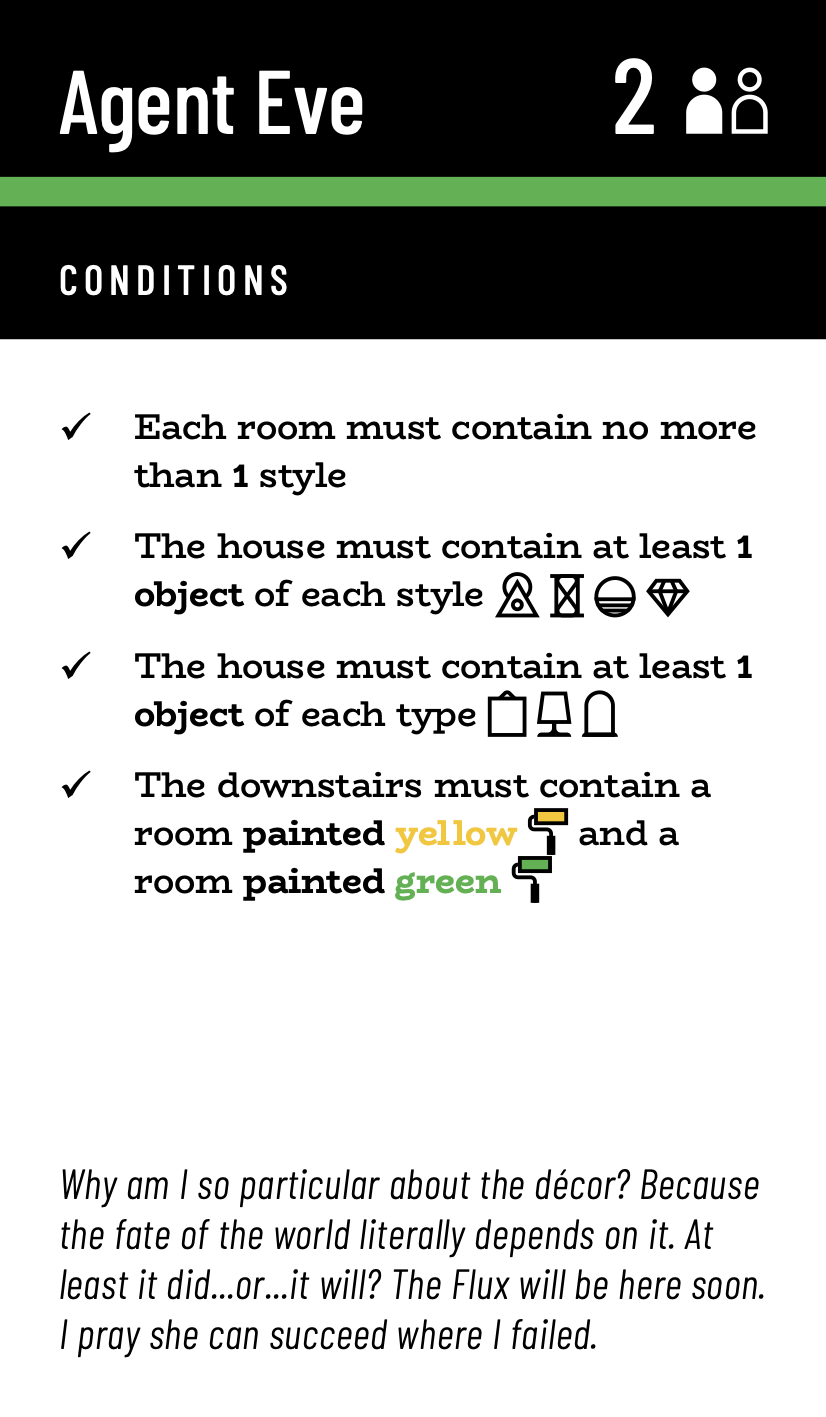 Agent Eve 2
CONDITIONS
✓ Each room must contain no more
than 1 style
✓ The house must contain at least 1
object of each style
✓ The house must contain at least 1
object of each type
✓ The downstairs must contain a
room painted yellow and a
room painted green
Why am I so particular about the décor? Because
the fate of the world literally depends on it. At
least it did...or...it will? The Flux will be here soon.
I pray she can succeed where I failed.